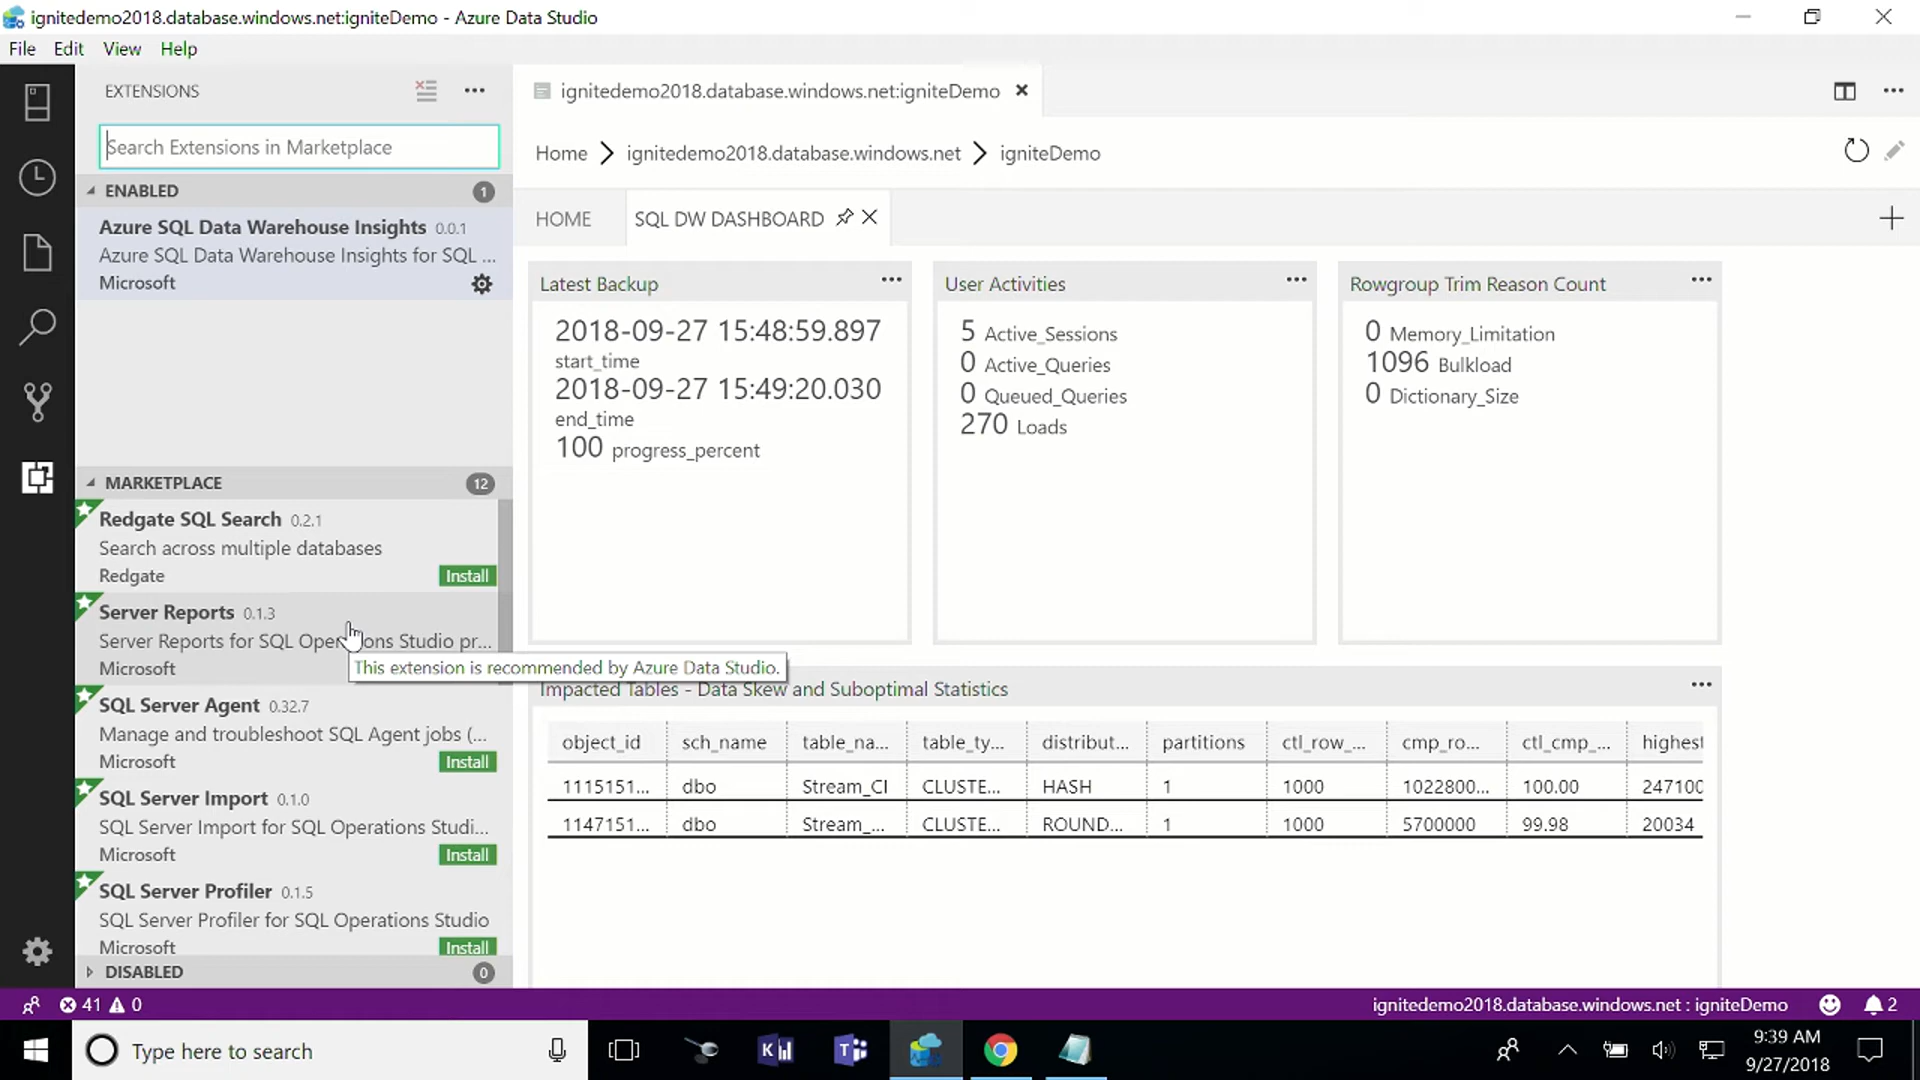 ignitedemo2018.database.windows.net:igniteDemo - Azure Data Studio
File Edit View Help
EXTENSIONS
Search Extensions in Marketplace
ENABLED 1
Azure SQL Data Warehouse Insights 0.0.1
Azure SQL Data Warehouse Insights for SQL ...
Microsoft
MARKETPLACE 12
Redgate SQL Search 0.2.1
Search across multiple databases
Redgate Install
Server Reports 0.1.3
Server Reports for SQL Operations Studio pr...
Microsoft
This extension is recommended by Azure Data Studio.
SQL Server Agent 0.32.7
Manage and troubleshoot SQL Agent jobs (...
Microsoft Install
SQL Server Import 0.1.0
SQL Server Import for SQL Operations Studi...
Microsoft Install
SQL Server Profiler 0.1.5
SQL Server Profiler for SQL Operations Studio
Microsoft Install
DISABLED 0
ignitedemo2018.database.windows.net:igniteDemo
Home ignitedemo2018.database.windows.net igniteDemo
HOME SQL DW DASHBOARD
Latest Backup
2018-09-27 15:48:59.897
start_time
2018-09-27 15:49:20.030
end_time
100 progress_percent
User Activities
5 Active_Sessions
0 Active_Queries
0 Queued_Queries
270 Loads
Rowgroup Trim Reason Count
0 Memory_Limitation
1096 Bulkload
0 Dictionary_Size
Impacted Tables - Data Skew and Suboptimal Statistics
object_id sch_name table_na... table_ty... distribut... partitions ctl_row_... cmp_ro... ctl_cmp_... highest
1115151... dbo Stream_CI CLUSTE... HASH 1 1000 1022800... 100.00 247100
1147151... dbo Stream_... CLUSTE... ROUND... 1 1000 5700000 99.98 20034
41 0 ignitedemo2018.database.windows.net : igniteDemo 2
Type here to search
9:39 AM
9/27/2018